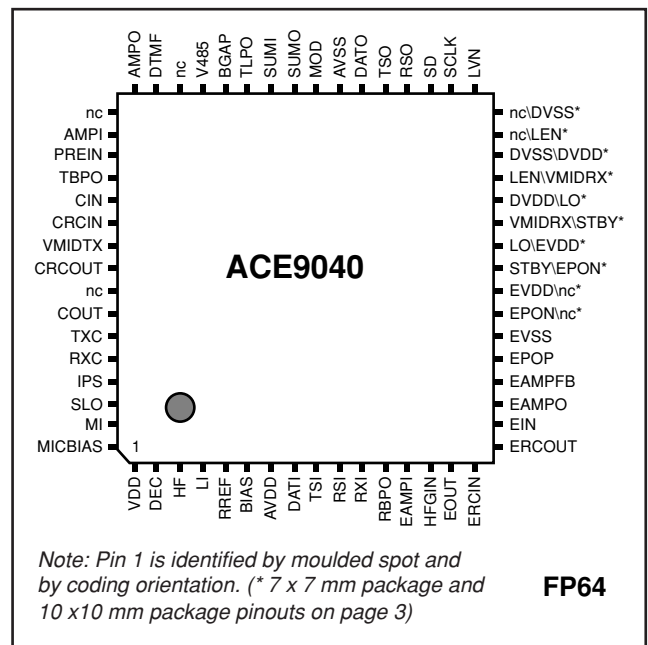 AMPO
DTMF
nc
V485
BGAP
TLPO
SUMI
SUMO
MOD
AVSS
DATO
TSO
RSO
SD
SCLK
LVN
nc
AMPI
PREIN
TBPO
CIN
CRCIN
VMIDTX
CRCOUT
nc
COUT
TXC
RXC
IPS
SLO
MI
MICBIAS
ACE9040
1
nc\DVSS*
nc\LEN*
DVSS\DVDD*
LEN\VMIDRX*
DVDD\LO*
VMIDRX\STBY*
LO\EVDD*
STBY\EPON*
EVDD\nc*
EPON\nc*
EVSS
EPOP
EAMPFB
EAMPO
EIN
ERCOUT
VDD
DEC
HF
LI
RREF
BIAS
AVDD
DATI
TSI
RSI
RXI
RBPO
EAMPI
HFGIN
EOUT
ERCIN
Note: Pin 1 is identified by moulded spot and
by coding orientation. (* 7 x 7 mm package and
10 x10 mm package pinouts on page 3)
FP64